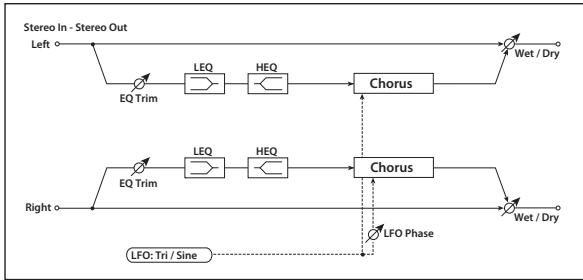 Stereo In - Stereo Out
Left
Wet / Dry
LEQ
HEQ
EQ Trim
Chorus
LEQ
HEQ
EQ Trim
Chorus
Right
Wet / Dry
LFO Phase
LFO: Tri / Sine